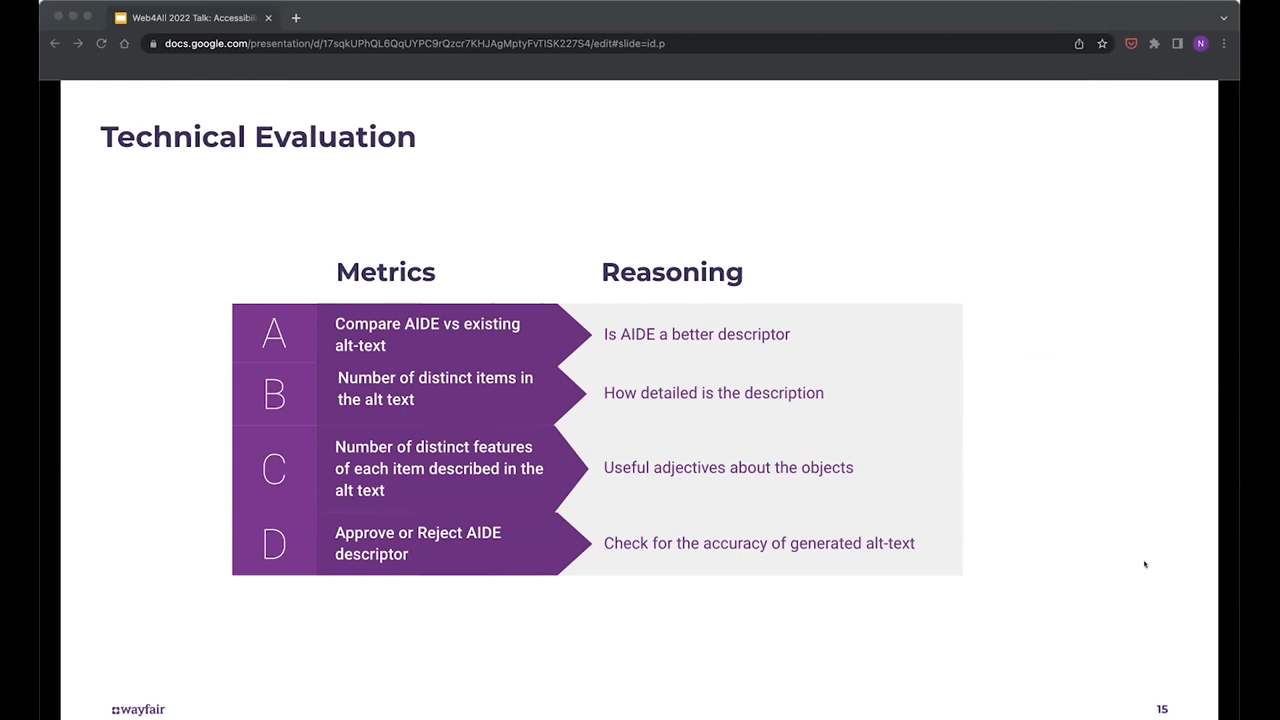 Web4All 2022 Talk: Accessibili
docs.google.com/presentation/d/17sqkUPhQL6QqUYPC9rQzcr7KHJAgMptyFvTlSK227S4/edit#slide=id.p
N
Technical Evaluation
Metrics
Reasoning
A
Compare AIDE vs existing
alt-text
Is AIDE a better descriptor
B
Number of distinct items in
the alt text
How detailed is the description
C
Number of distinct features
of each item described in the
alt text
Useful adjectives about the objects
D
Approve or Reject AIDE
descriptor
Check for the accuracy of generated alt-text
wayfair
15